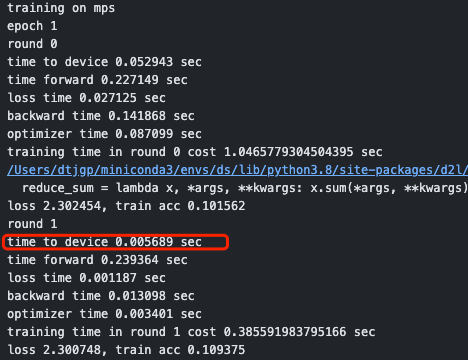 training on mps
epoch 1
round 0
time to device 0.052943 sec
time forward 0.227149 sec
loss time 0.027125 sec
backward time 0.141868 sec
optimizer time 0.087099 sec
training time in round 0 cost 1.0465779304504395 sec
/Users/dtjgp/miniconda3/envs/ds/lib/python3.8/site-packages/d2l/
reduce_sum = lambda x, *args, **kwargs: x.sum(*args, **kwargs)
loss 2.302454, train acc 0.101562
round 1
time to device 0.005689 sec
time forward 0.239364 sec
loss time 0.001187 sec
backward time 0.013098 sec
optimizer time 0.003401 sec
training time in round 1 cost 0.385591983795166 sec
loss 2.300748, train acc 0.109375